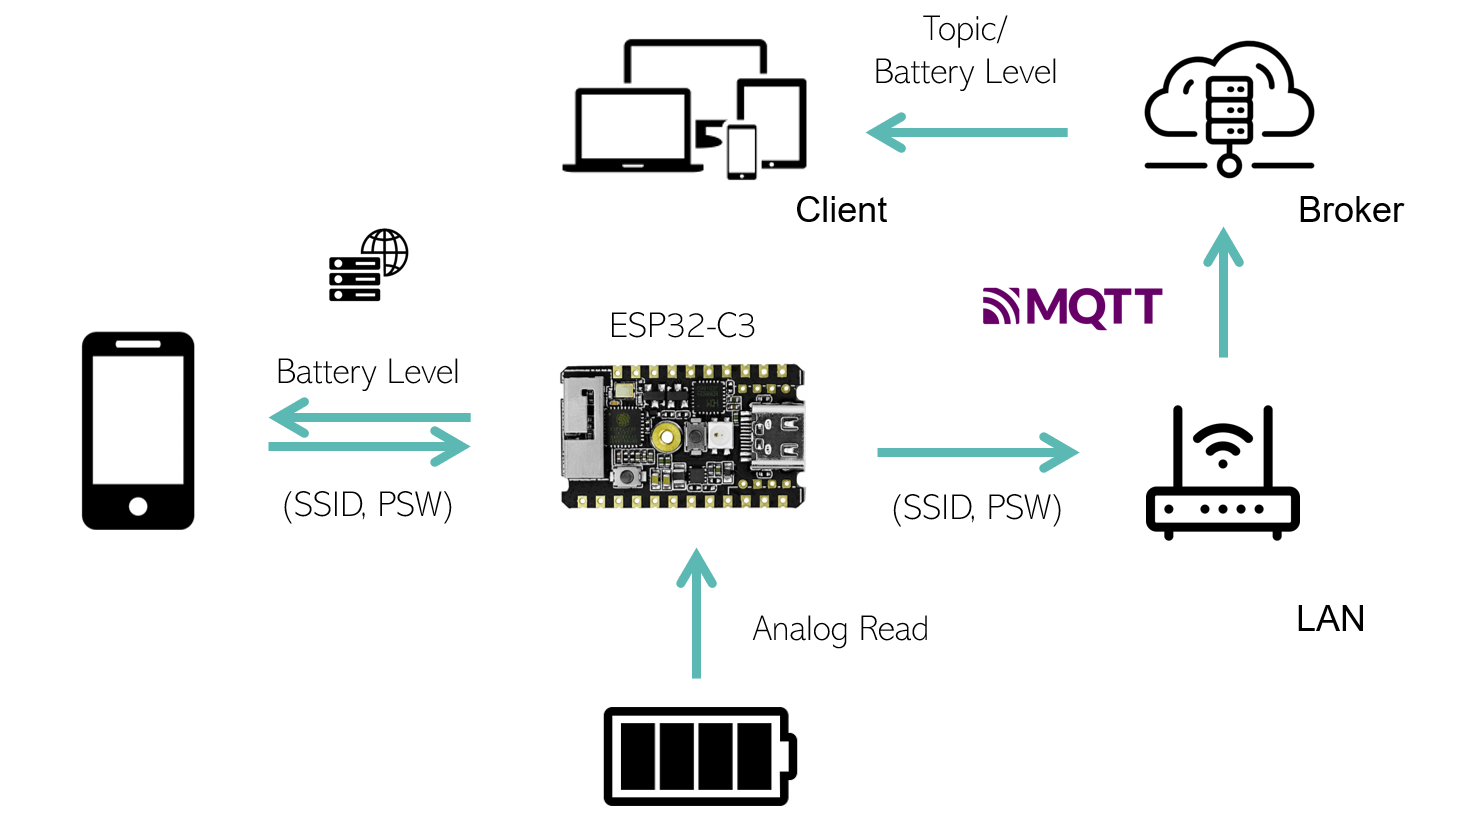 Topic/
Battery Level
Client
Broker
MQTT
ESP32-C3
Battery Level
(SSID, PSW)
(SSID, PSW)
LAN
Analog Read